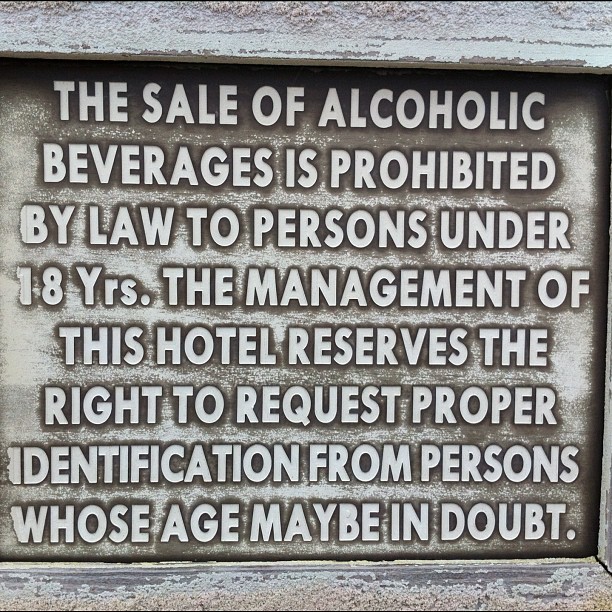 THE SALE OF ALCOHOLIC
BEVERAGES IS PROHIBITED
BY LAW TO PERSONS UNDER
18 Yrs. THE MANAGEMENT OF
THIS HOTEL RESERVES THE
RIGHT TO REQUEST PROPER
IDENTIFICATION FROM PERSONS
WHOSE AGE MAYBE IN DOUBT.